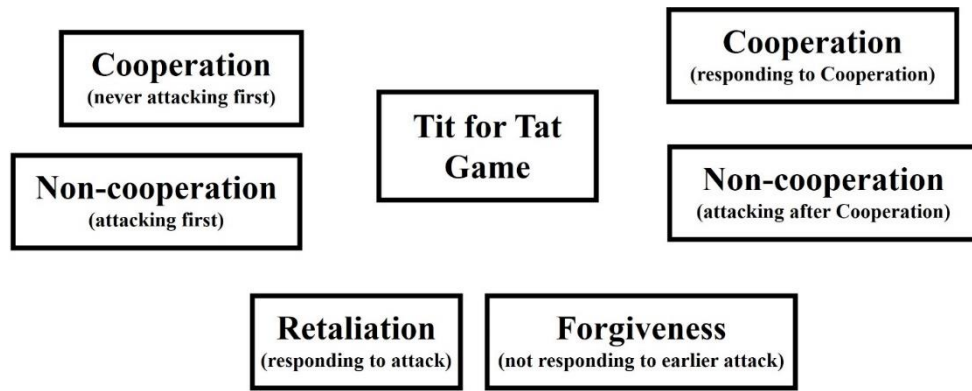 Cooperation
(never attacking first)
Non-cooperation
(attacking first)
Tit for Tat
Game
Cooperation
(responding to Cooperation)
Non-cooperation
(attacking after Cooperation)
Retaliation
(responding to attack)
Forgiveness
(not responding to earlier attack)